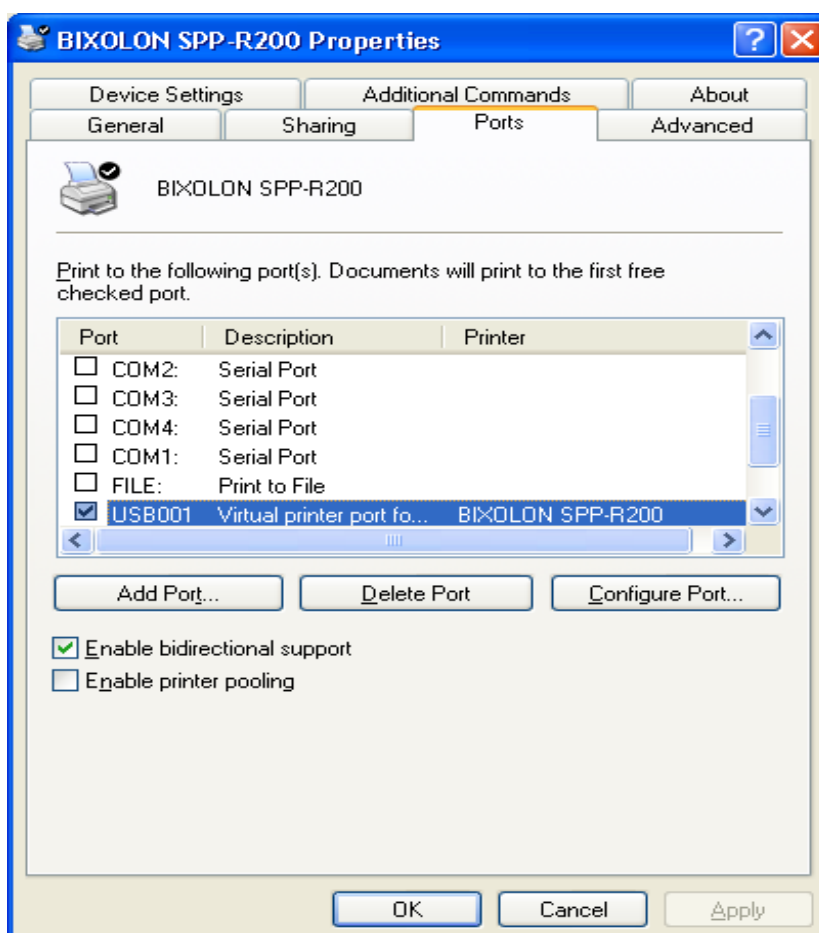 BIXOLON SPP-R200 Properties
Device Settings Additional Commands About
General Sharing Ports Advanced
BIXOLON SPP-R200
Print to the following port(s). Documents will print to the first free
checked port.
Port Description Printer
COM2: Serial Port
COM3: Serial Port
COM4: Serial Port
COM1: Serial Port
FILE: Print to File
USB001 Virtual printer port fo... BIXOLON SPP-R200
Add Port... Delete Port Configure Port...
Enable bidirectional support
Enable printer pooling
OK Cancel Apply